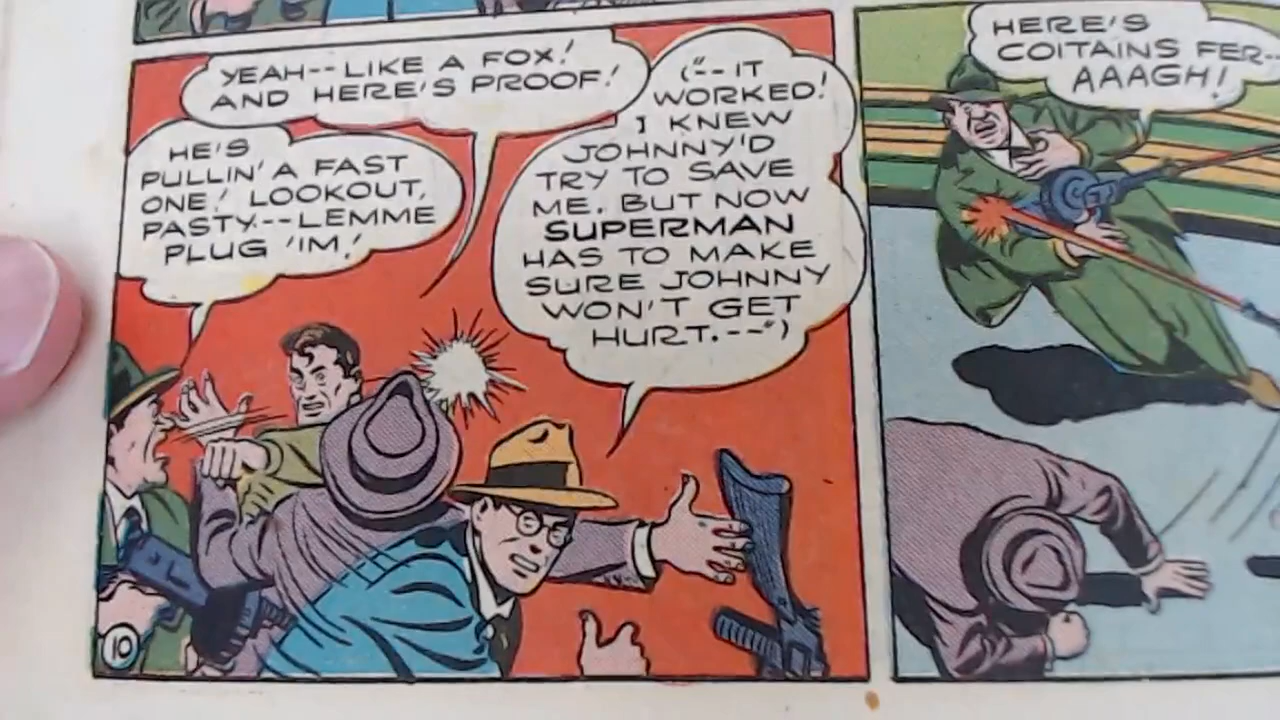 YEAH--LIKE A FOX!
AND HERE'S PROOF!
HE'S
PULLIN' A FAST
ONE! LOOKOUT,
PASTY--LEMME
PLUG 'IM!
("-- IT
WORKED!
I KNEW
JOHNNY'D
TRY TO SAVE
ME. BUT NOW
SUPERMAN
HAS TO MAKE
SURE JOHNNY
WON'T GET
HURT.--")
10
HERE'S
COITAINS FER--
AAAGH!